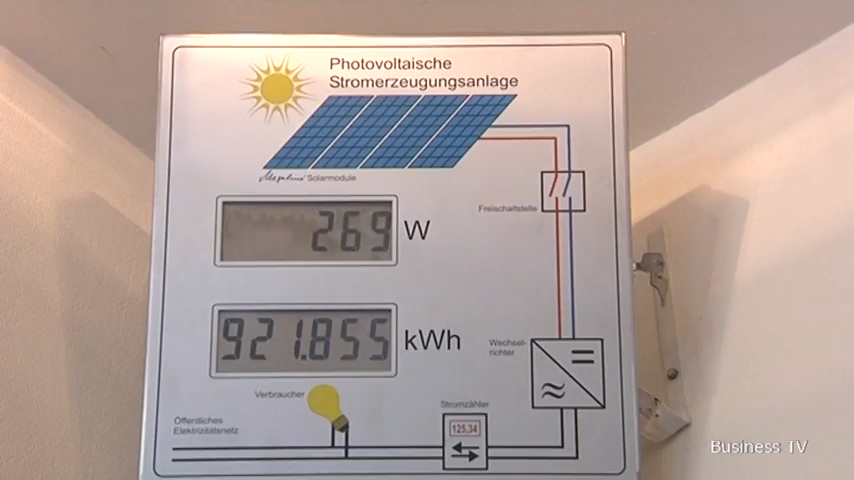 Photovoltaische
Stromerzeugungsanlage
Solarmodule
Freischaltstelle
269 W
921.855 kWh
Wechsel-
richter
Verbraucher
Stromzähler
Öffentliches
Elektrizitätsnetz
125,34
Business TV